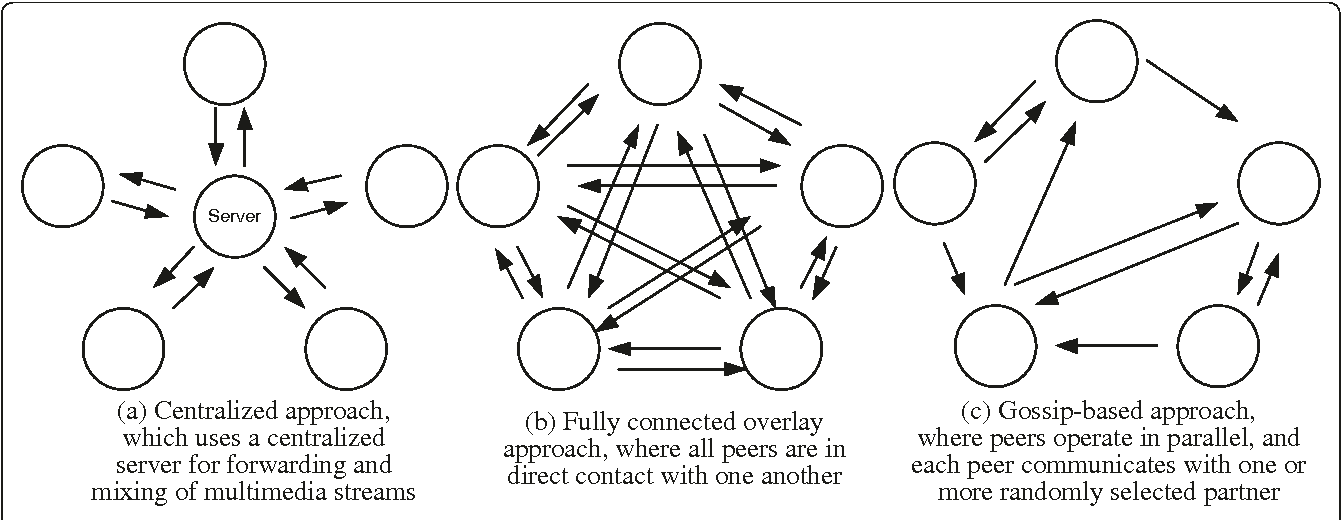 Server
(a) Centralized approach,
which uses a centralized
server for forwarding and
mixing of multimedia streams
(b) Fully connected overlay
approach, where all peers are in
direct contact with one another
(c) Gossip-based approach,
where peers operate in parallel, and
each peer communicates with one or
more randomly selected partner